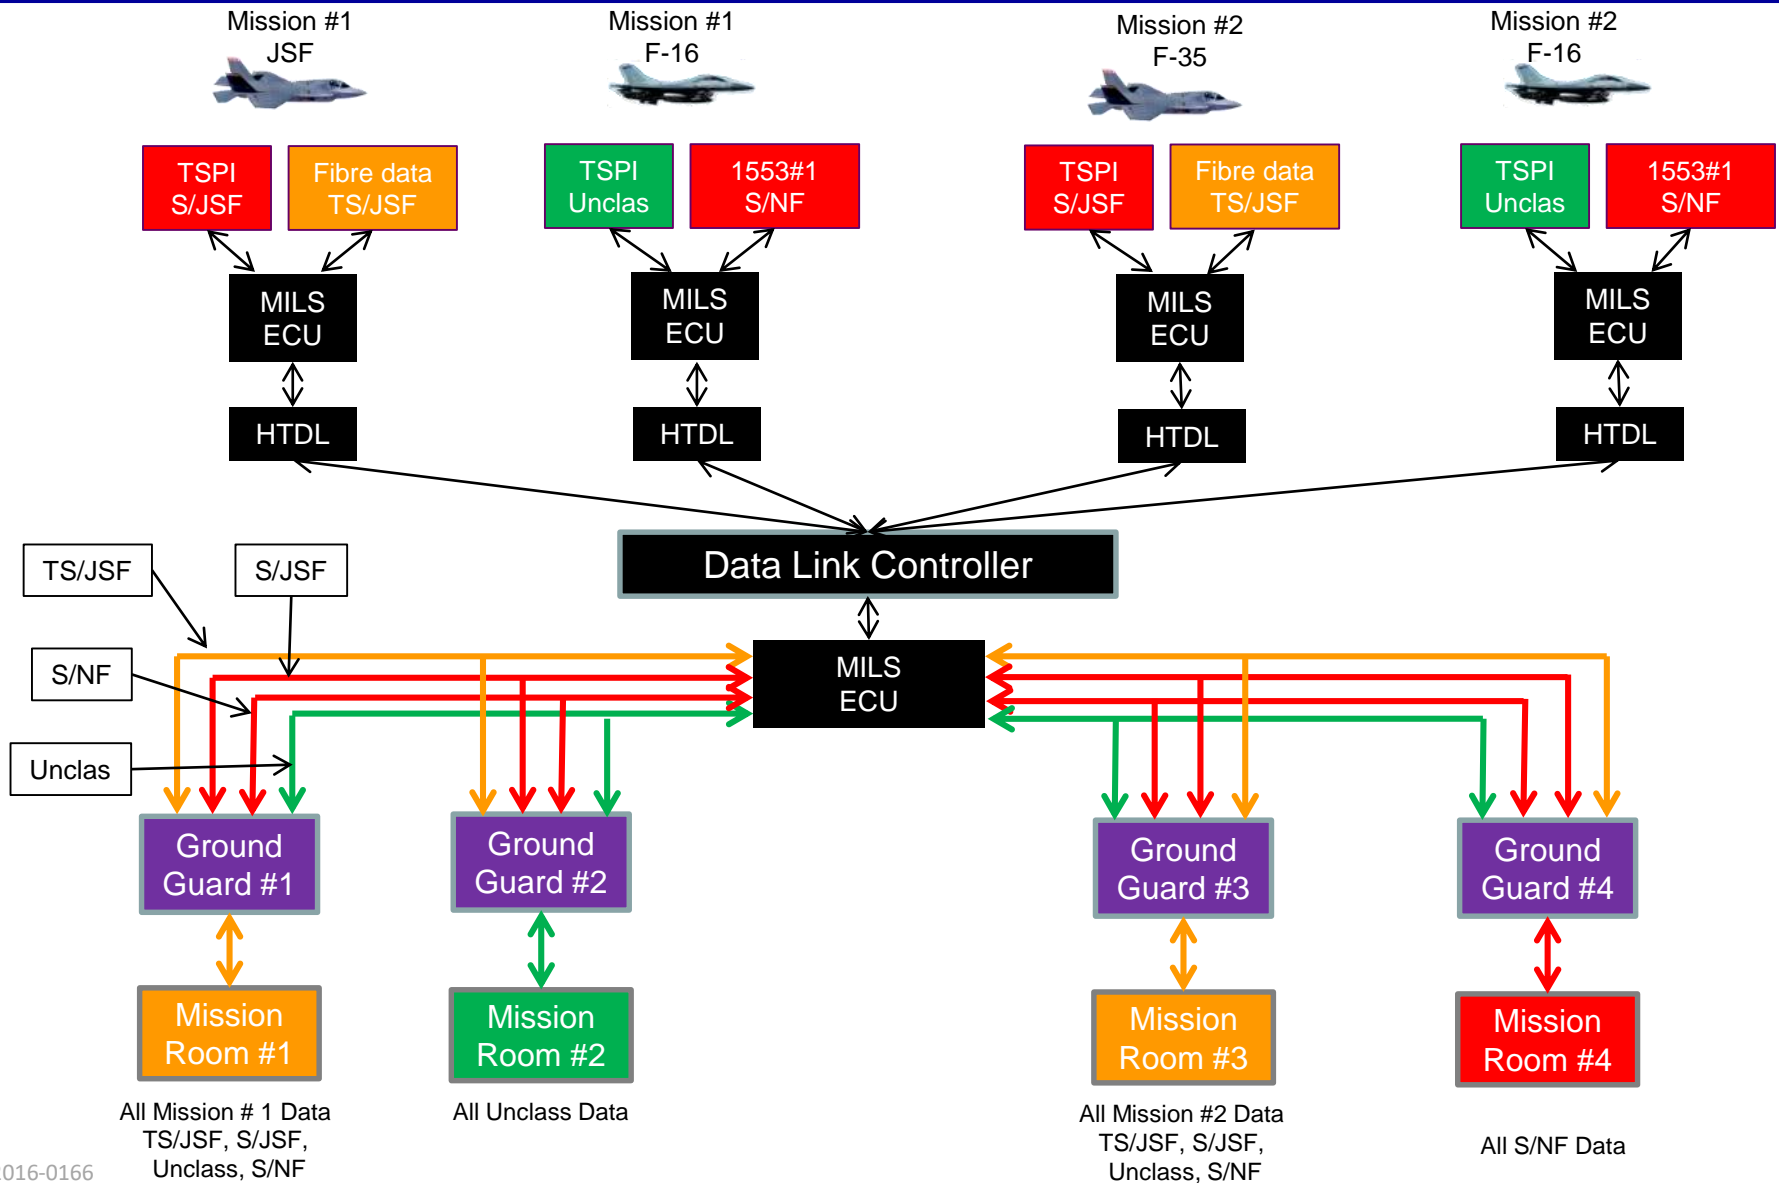 Mission #1
JSF
Mission #1
F-16
Mission #2
F-35
Mission #2
F-16
TSPI
S/JSF
Fibre data
TS/JSF
TSPI
Unclas
1553#1
S/NF
TSPI
S/JSF
Fibre data
TS/JSF
TSPI
Unclas
1553#1
S/NF
MILS
ECU
MILS
ECU
MILS
ECU
MILS
ECU
HTDL
HTDL
HTDL
HTDL
Data Link Controller
TS/JSF
S/JSF
S/NF
Unclas
MILS
ECU
Ground
Guard #1
Ground
Guard #2
Ground
Guard #3
Ground
Guard #4
Mission
Room #1
Mission
Room #2
Mission
Room #3
Mission
Room #4
All Mission # 1 Data
TS/JSF, S/JSF,
Unclass, S/NF
All Unclass Data
All Mission #2 Data
TS/JSF, S/JSF,
Unclass, S/NF
All S/NF Data
2016-0166